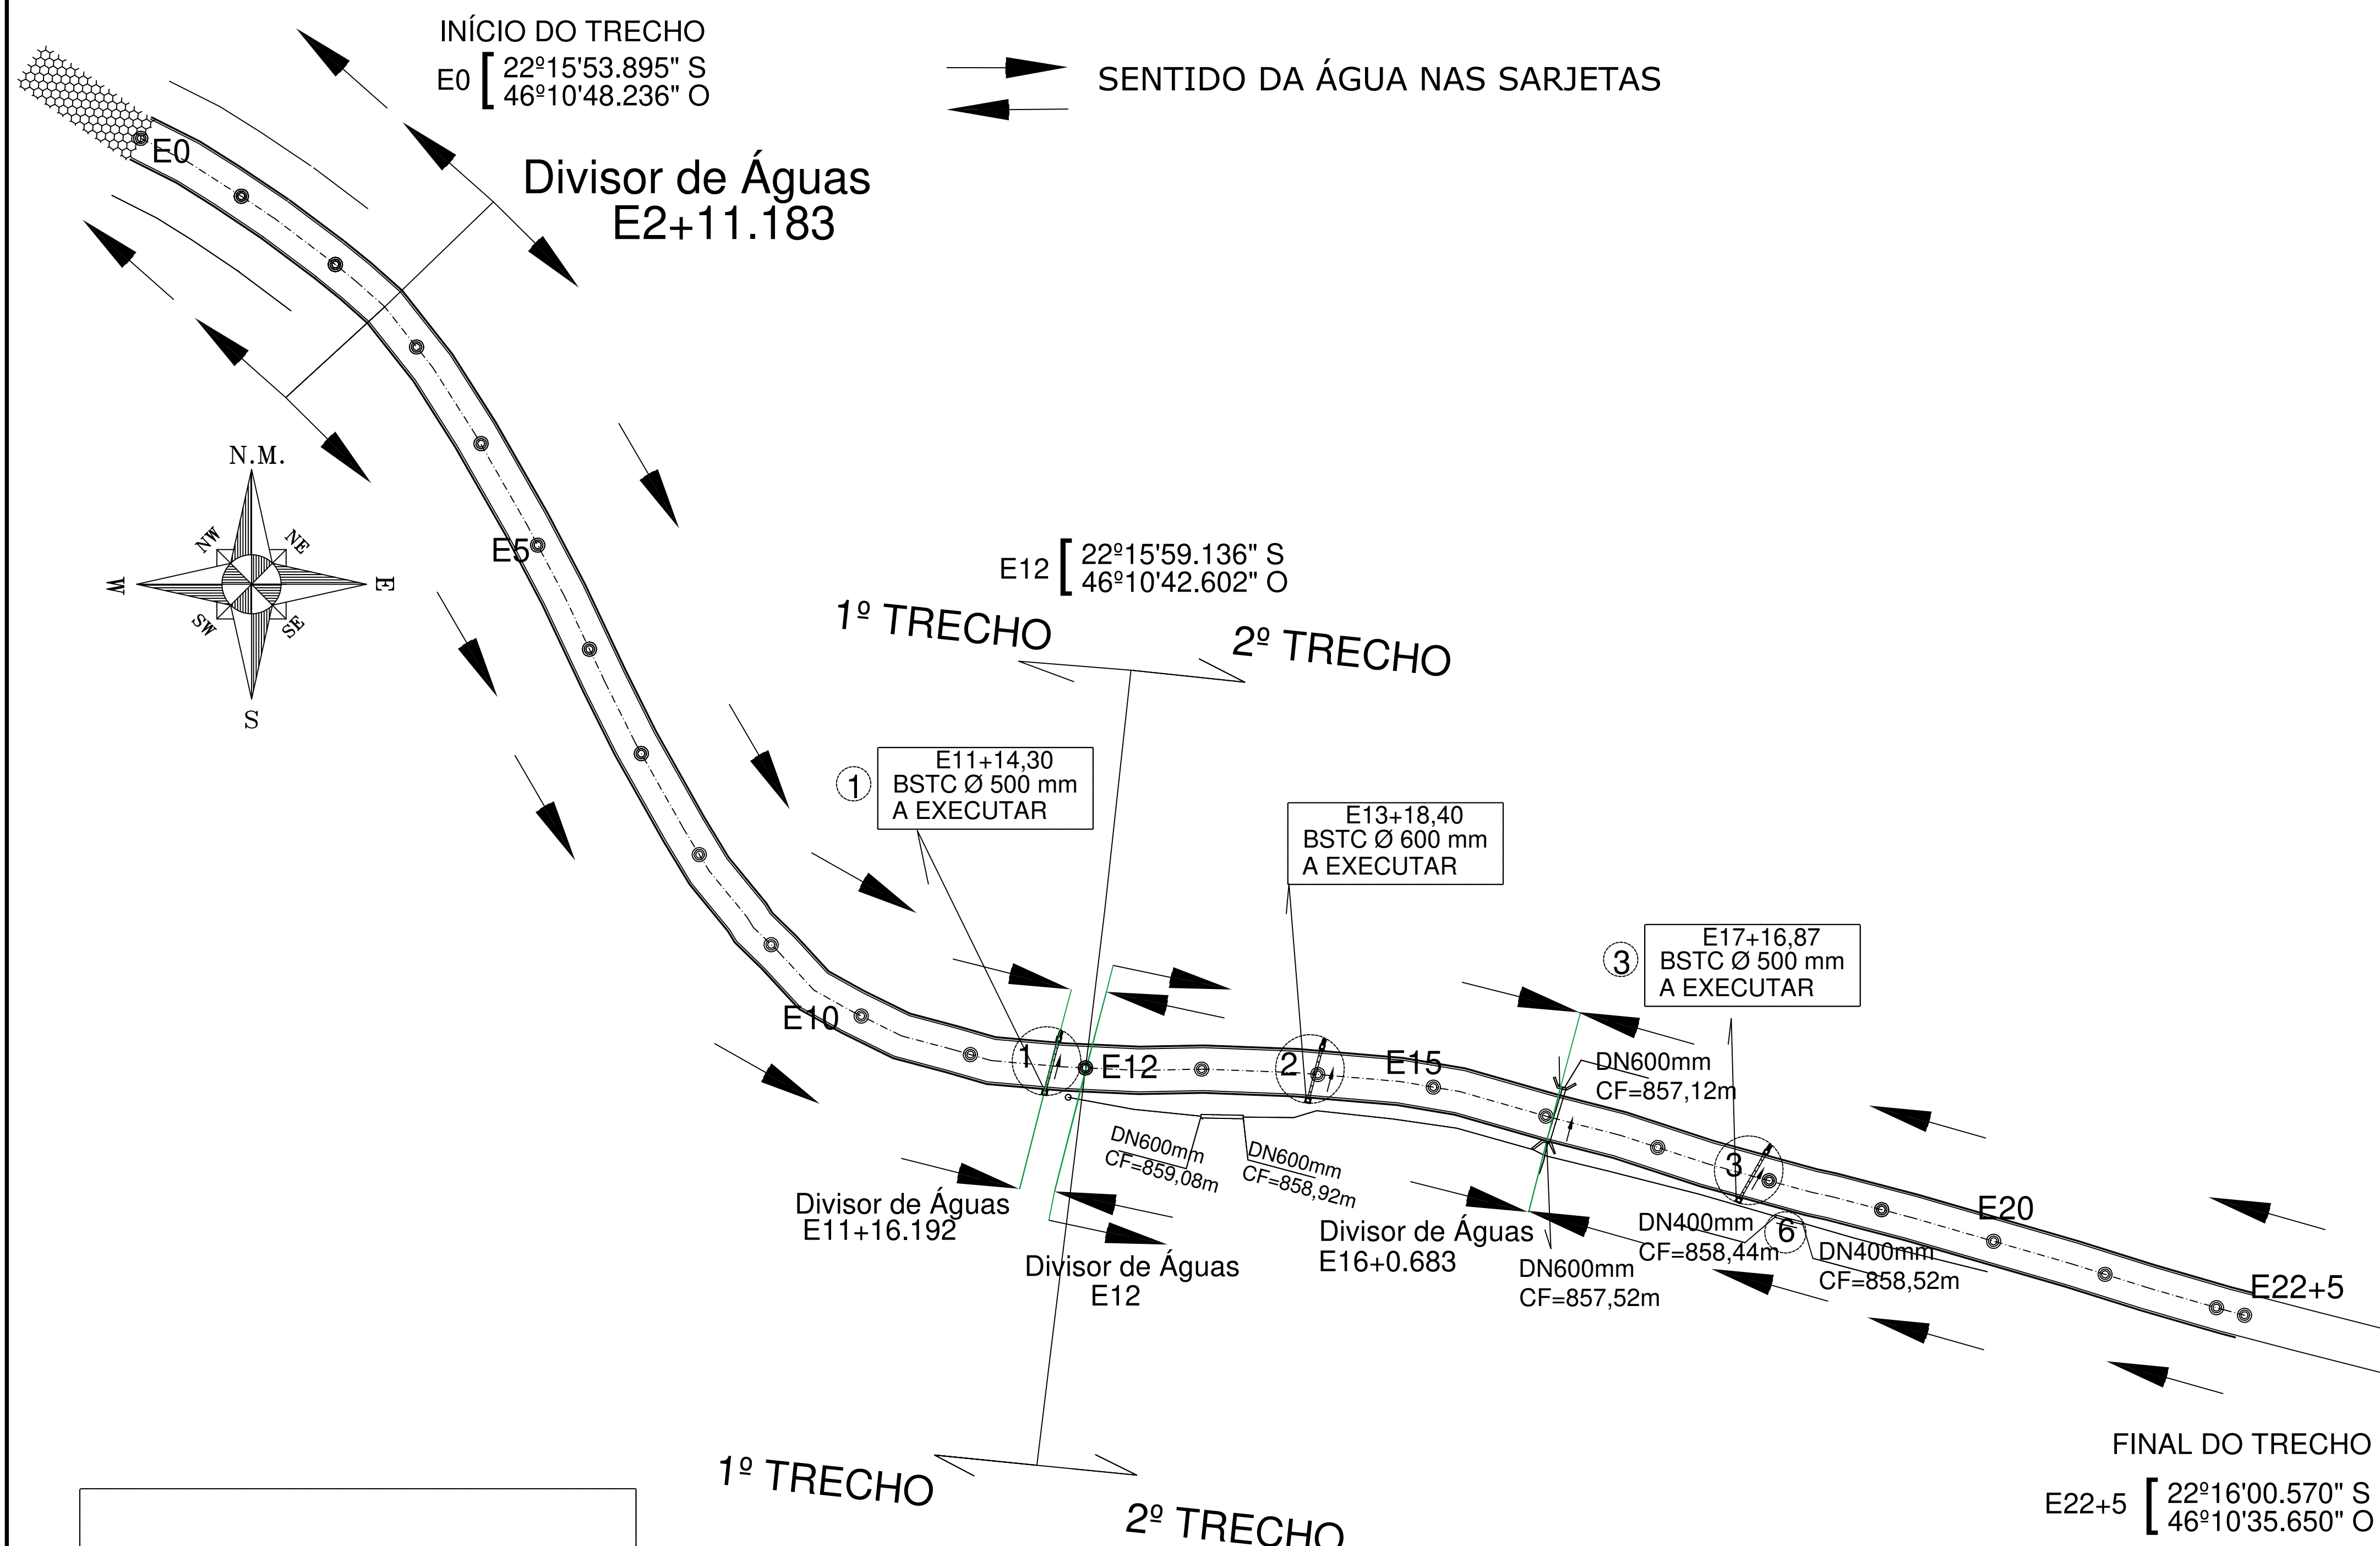 INÍCIO DO TRECHO
E0 [ 22º15'53.895" S
46º10'48.236" O
SENTIDO DA ÁGUA NAS SARJETAS
E0
Divisor de Águas
E2+11.183
N.M.
NW
NE
W
E
SW
SE
S
E5
E12 [ 22º15'59.136" S
46º10'42.602" O
1º TRECHO
2º TRECHO
1
E11+14,30
BSTC Ø 500 mm
A EXECUTAR
E13+18,40
BSTC Ø 600 mm
A EXECUTAR
3
E17+16,87
BSTC Ø 500 mm
A EXECUTAR
E10
1
E12
2
E15
DN600mm
CF=857,12m
DN600mm
CF=859,08m
DN600mm
CF=858,92m
3
Divisor de Águas
E11+16.192
Divisor de Águas
E12
Divisor de Águas
E16+0.683
DN600mm
CF=857,52m
DN400mm
CF=858,44m
6
DN400mm
CF=858,52m
E20
E22+5
1º TRECHO
2º TRECHO
FINAL DO TRECHO
E22+5 [ 22º16'00.570" S
46º10'35.650" O